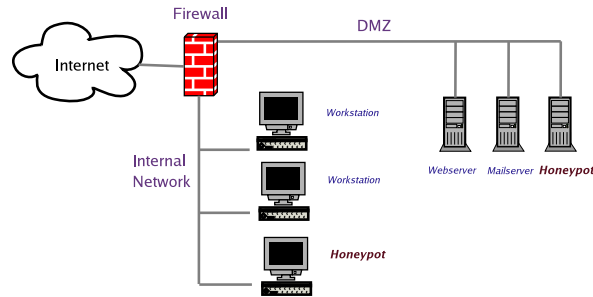 Firewall
DMZ
Internet
Workstation
Internal
Network
Workstation
Webserver
Mailserver
Honeypot
Honeypot